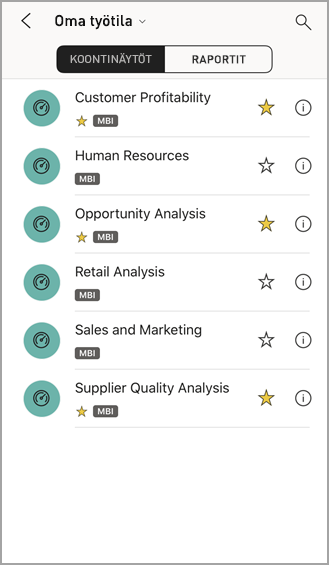 Oma työtila
KOONTINÄYTÖT RAPORTIT
Customer Profitability
MBI
Human Resources
MBI
Opportunity Analysis
MBI
Retail Analysis
MBI
Sales and Marketing
MBI
Supplier Quality Analysis
MBI